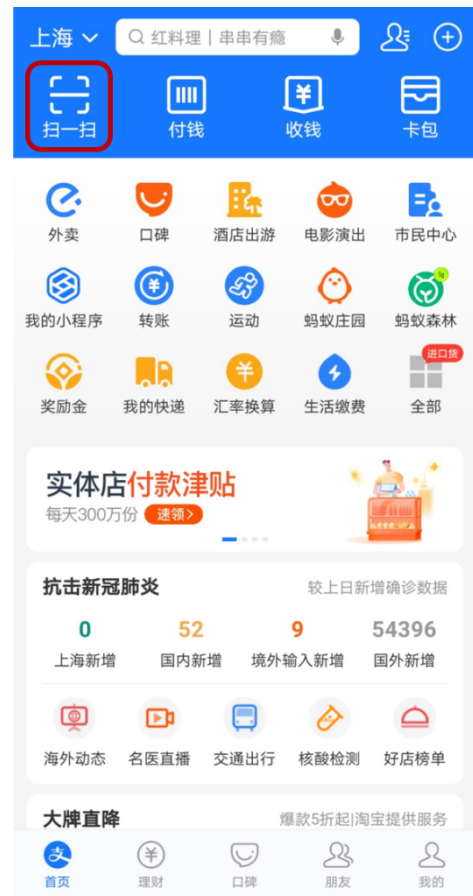 上海
红料理 | 串串有瘾
扫一扫 付钱 收钱 卡包
外卖 口碑 酒店出游 电影演出 市民中心
我的小程序 转账 运动 蚂蚁庄园 蚂蚁森林
进口货
奖励金 我的快递 汇率换算 生活缴费 全部
实体店付款津贴
每天300万份 速领>
抗击新冠肺炎 较上日新增确诊数据
0 52 9 54396
上海新增 国内新增 境外输入新增 国外新增
海外动态 名医直播 交通出行 核酸检测 好店榜单
大牌直降 爆款5折起|淘宝提供服务
首页 理财 口碑 朋友 我的